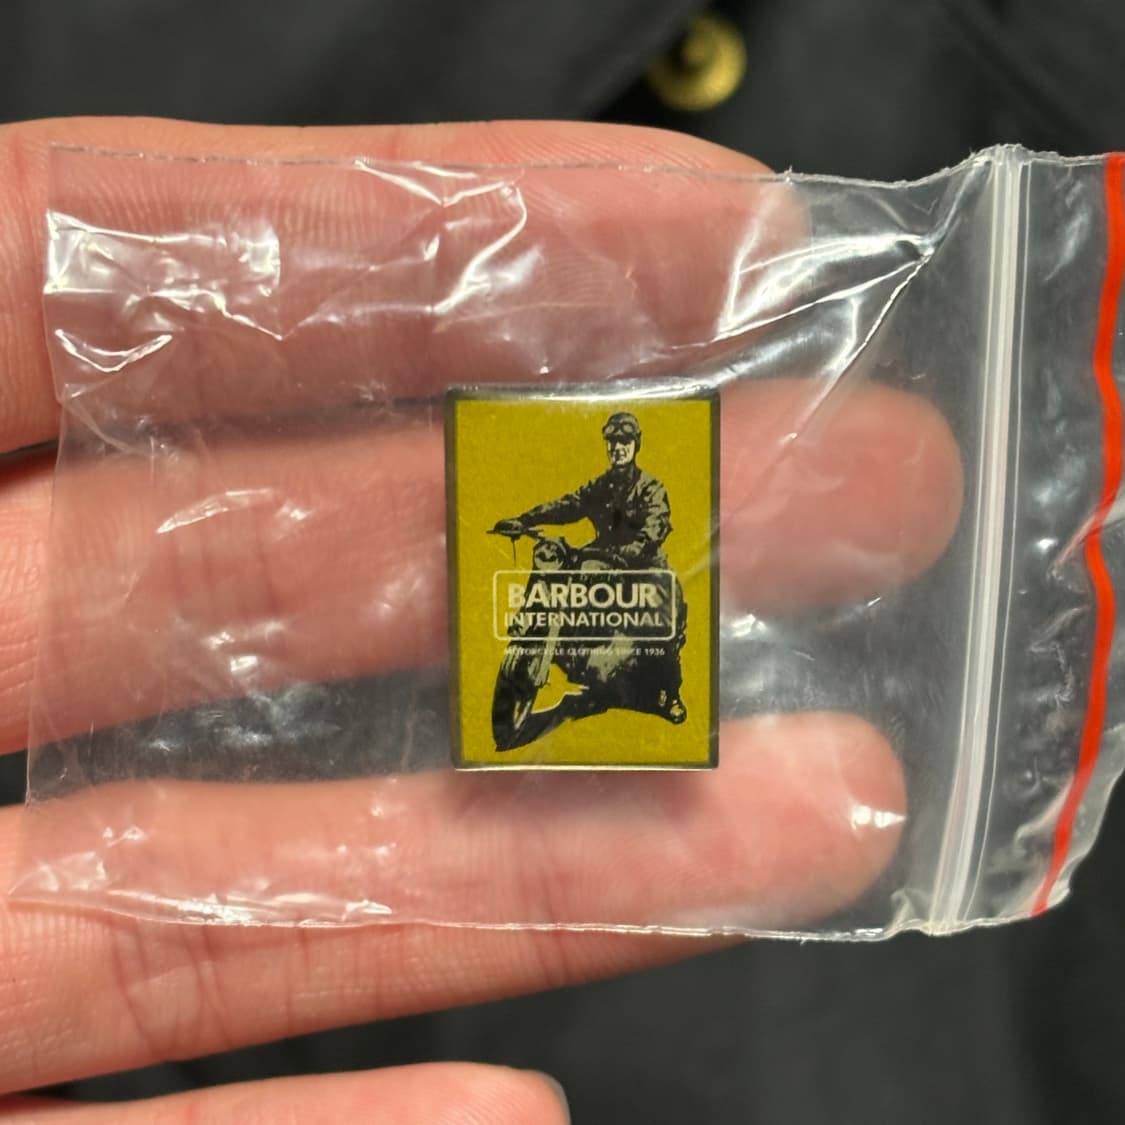 BARBOUR
INTERNATIONAL
MOTORCYCLE CLOTHING SINCE 1936